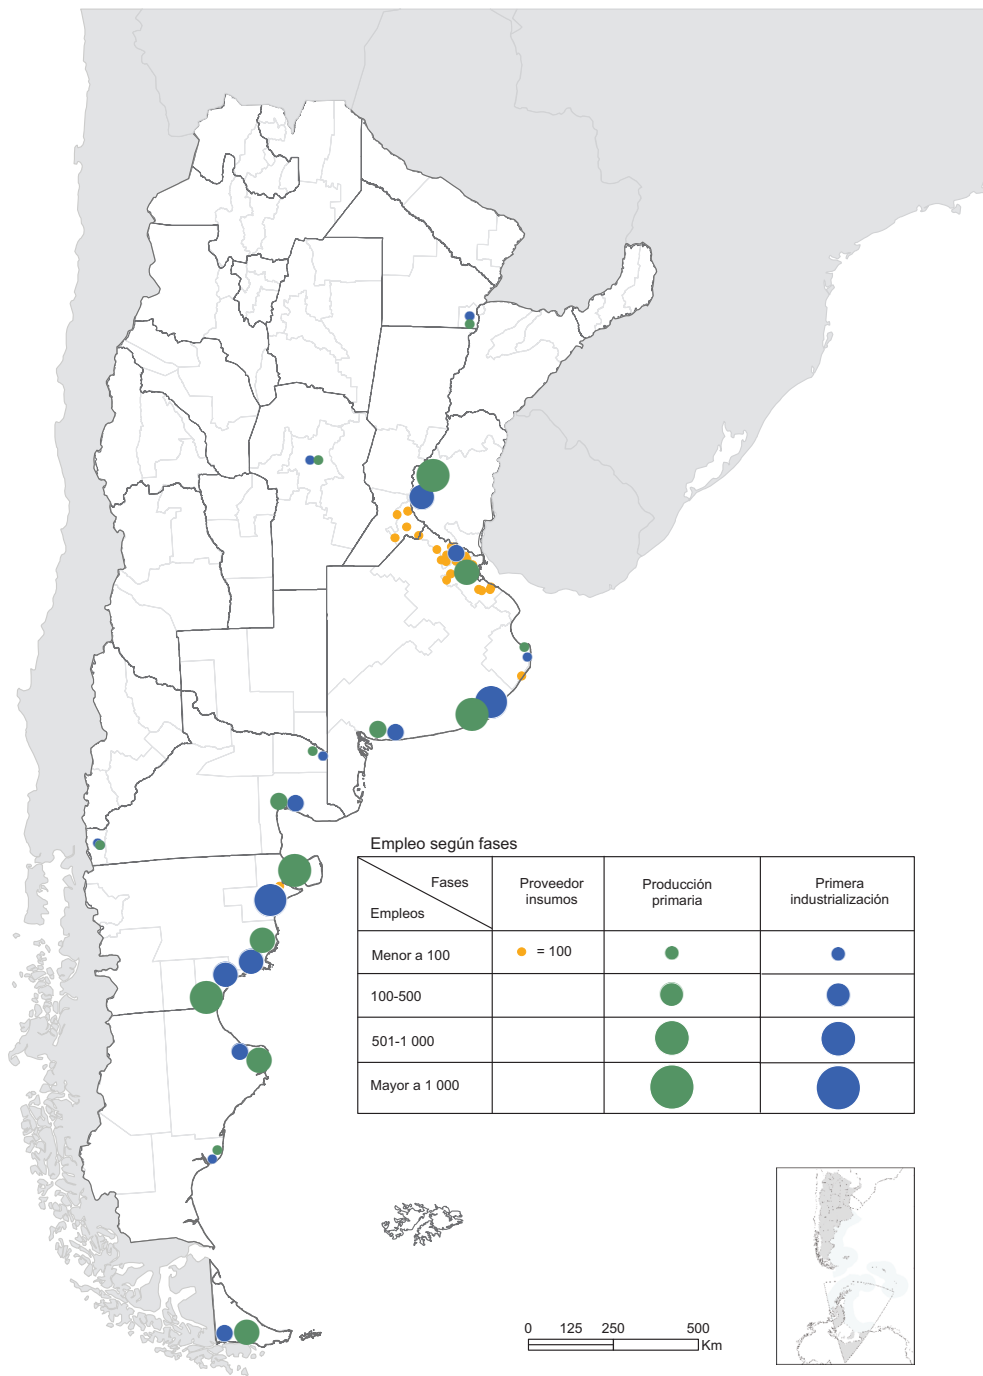 Empleo según fases
Fases
Empleos
Proveedor
insumos
Producción
primaria
Primera
industrialización
Menor a 100
= 100
100-500
501-1 000
Mayor a 1 000
0 125 250 500
Km